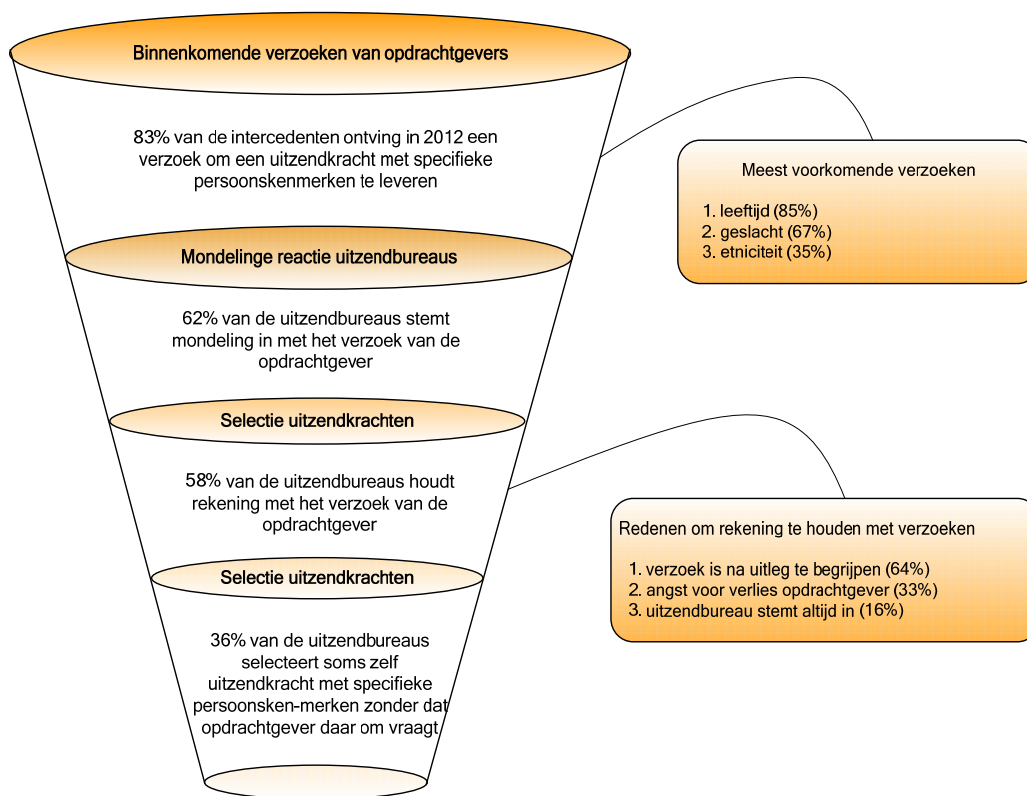 Binnenkomende verzoeken van opdrachtgevers
83% van de intercedenten ontving in 2012 een
verzoek om een uitzendkracht met specifieke
persoonskenmerken te leveren
Meest voorkomende verzoeken
1. leeftijd (85%)
2. geslacht (67%)
3. etniciteit (35%)
Mondelinge reactie uitzendbureaus
62% van de uitzendbureaus stemt
mondeling in met het verzoek van de
opdrachtgever
Selectie uitzendkrachten
58% van de uitzendbureaus houdt
rekening met het verzoek van de
opdrachtgever
Redenen om rekening te houden met verzoeken
1. verzoek is na uitleg te begrijpen (64%)
2. angst voor verlies opdrachtgever (33%)
3. uitzendbureau stemt altijd in (16%)
Selectie uitzendkrachten
36% van de uitzendbureaus
selecteert soms zelf
uitzendkracht met specifieke
persoonsken-merken zonder dat
opdrachtgever daar om vraagt